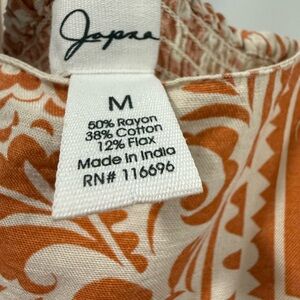 Japna
M
50% Rayon
38% Cotton
12% Flax
Made in India
RN# 116696